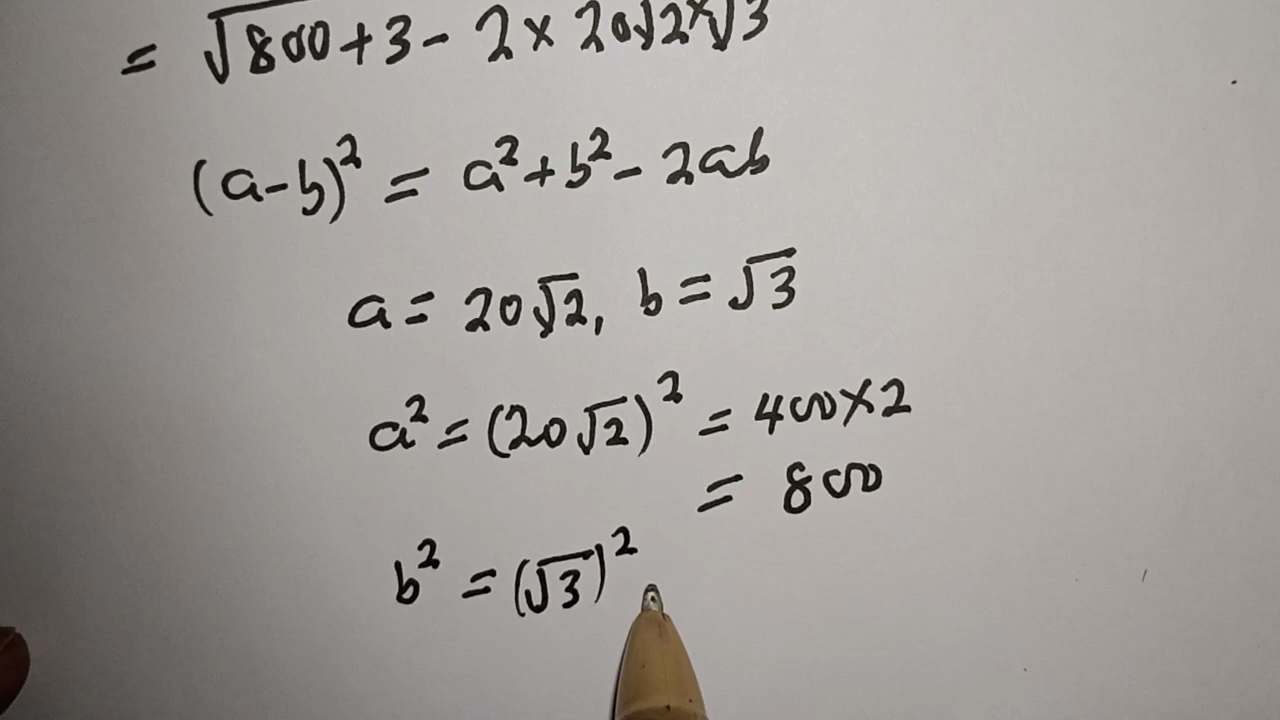 = √800+3 - 2 × 20√2×√3
(a-b)² = a²+b²- 2ab
a = 20√2, b = √3
a² = (20√2)² = 400×2
= 800
b² = (√3)²